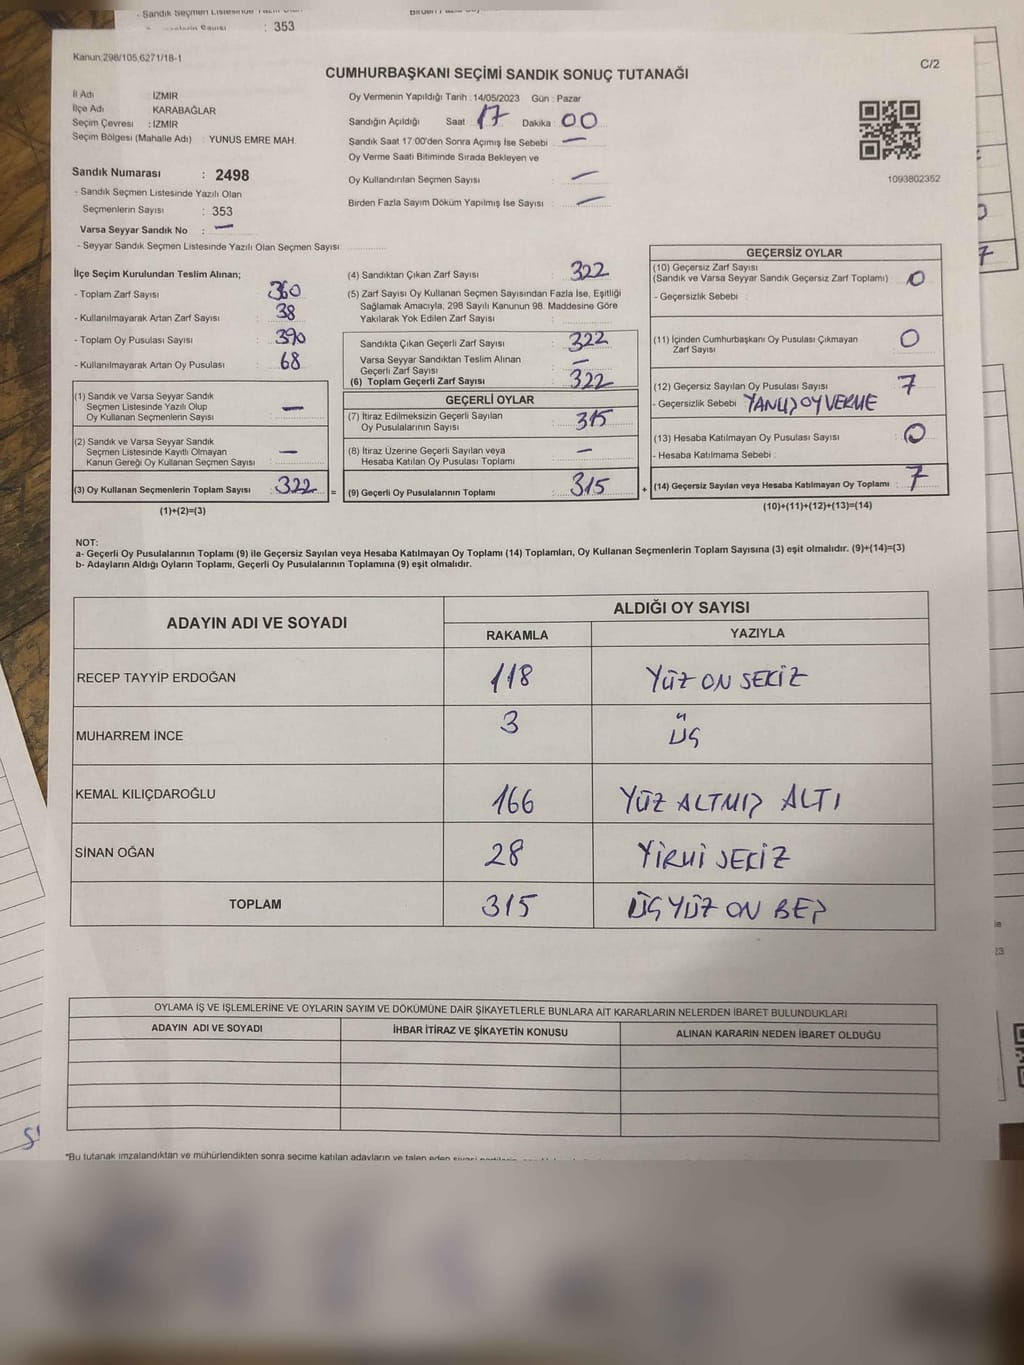 - Sandık Seçmen Listesinde Yazılı Olan
: 353
Kanun:298/105,6271/18-1
C/2
CUMHURBAŞKANI SEÇİMİ SANDIK SONUÇ TUTANAĞI
İl Adı : İZMİR
İlçe Adı KARABAĞLAR
Seçim Çevresi : İZMİR
Seçim Bölgesi (Mahalle Adı) : YUNUS EMRE MAH.
Oy Vermenin Yapıldığı Tarih : 14/05/2023 Gün : Pazar
Sandığın Açıldığı Saat 17 Dakika : 00
Sandık Saat 17:00'den Sonra Açımış İse Sebebi : —
Oy Verme Saati Bitiminde Sırada Bekleyen ve
Oy Kullandırılan Seçmen Sayısı : —
Birden Fazla Sayım Döküm Yapılmış İse Sayısı : —
1093802352
Sandık Numarası : 2498
- Sandık Seçmen Listesinde Yazılı Olan
Seçmenlerin Sayısı : 353
Varsa Seyyar Sandık No : —
- Seyyar Sandık Seçmen Listesinde Yazılı Olan Seçmen Sayısı
İlçe Seçim Kurulundan Teslim Alınan;
- Toplam Zarf Sayısı : 360
- Kullanılmayarak Artan Zarf Sayısı : 38
- Toplam Oy Pusulası Sayısı : 390
- Kullanılmayarak Artan Oy Pusulası : 68
(1) Sandık ve Varsa Seyyar Sandık
Seçmen Listesinde Yazılı Olup
Oy Kullanan Seçmenlerin Sayısı : —
(2) Sandık ve Varsa Seyyar Sandık
Seçmen Listesinde Kayıtlı Olmayan
Kanun Gereği Oy Kullanan Seçmen Sayısı : —
(3) Oy Kullanan Seçmenlerin Toplam Sayısı : 322
(1)+(2)=(3)
=
(4) Sandıktan Çıkan Zarf Sayısı : 322
(5) Zarf Sayısı Oy Kullanan Seçmen Sayısından Fazla İse, Eşitliği
Sağlamak Amacıyla, 298 Sayılı Kanunun 98. Maddesine Göre
Yakılarak Yok Edilen Zarf Sayısı :
Sandıkta Çıkan Geçerli Zarf Sayısı : 322
Varsa Seyyar Sandıktan Teslim Alınan
Geçerli Zarf Sayısı : —
(6) Toplam Geçerli Zarf Sayısı : 322
GEÇERLİ OYLAR
(7) İtiraz Edilmeksizin Geçerli Sayılan
Oy Pusulalarının Sayısı : 315
(8) İtiraz Üzerine Geçerli Sayılan veya
Hesaba Katılan Oy Pusulası Toplamı : —
(9) Geçerli Oy Pusulalarının Toplamı : 315
+
GEÇERSİZ OYLAR
(10) Geçersiz Zarf Sayısı
(Sandık ve Varsa Seyyar Sandık Geçersiz Zarf Toplamı) : 0
- Geçersizlik Sebebi :
(11) İçinden Cumhurbaşkanı Oy Pusulası Çıkmayan
Zarf Sayısı : 0
(12) Geçersiz Sayılan Oy Pusulası Sayısı : 7
- Geçersizlik Sebebi YANLIŞ OY VERME
(13) Hesaba Katılmayan Oy Pusulası Sayısı : 0
- Hesaba Katılmama Sebebi :
(14) Geçersiz Sayılan veya Hesaba Katılmayan Oy Toplamı : 7
(10)+(11)+(12)+(13)=(14)
NOT:
a- Geçerli Oy Pusulalarının Toplamı (9) ile Geçersiz Sayılan veya Hesaba Katılmayan Oy Toplamı (14) Toplamları, Oy Kullanan Seçmenlerin Toplam Sayısına (3) eşit olmalıdır. (9)+(14)=(3)
b- Adayların Aldığı Oyların Toplamı, Geçerli Oy Pusulalarının Toplamına (9) eşit olmalıdır.
ADAYIN ADI VE SOYADI ALDIĞI OY SAYISI
RAKAMLA YAZIYLA
RECEP TAYYİP ERDOĞAN 118 YÜZ ON SEKİZ
MUHARREM İNCE 3 ÜÇ
KEMAL KILIÇDAROĞLU 166 YÜZ ALTMIŞ ALTI
SİNAN OĞAN 28 YİRMİ SEKİZ
TOPLAM 315 ÜÇYÜZ ON BEŞ
OYLAMA İŞ VE İŞLEMLERİNE VE OYLARIN SAYIM VE DÖKÜMÜNE DAİR ŞİKAYETLERLE BUNLARA AİT KARARLARIN NELERDEN İBARET BULUNDUKLARI
ADAYIN ADI VE SOYADI İHBAR İTİRAZ VE ŞİKAYETİN KONUSU ALINAN KARARIN NEDEN İBARET OLDUĞU
*Bu tutanak imzalandıktan ve mühürlendikten sonra seçime katılan adayların ve talep eden